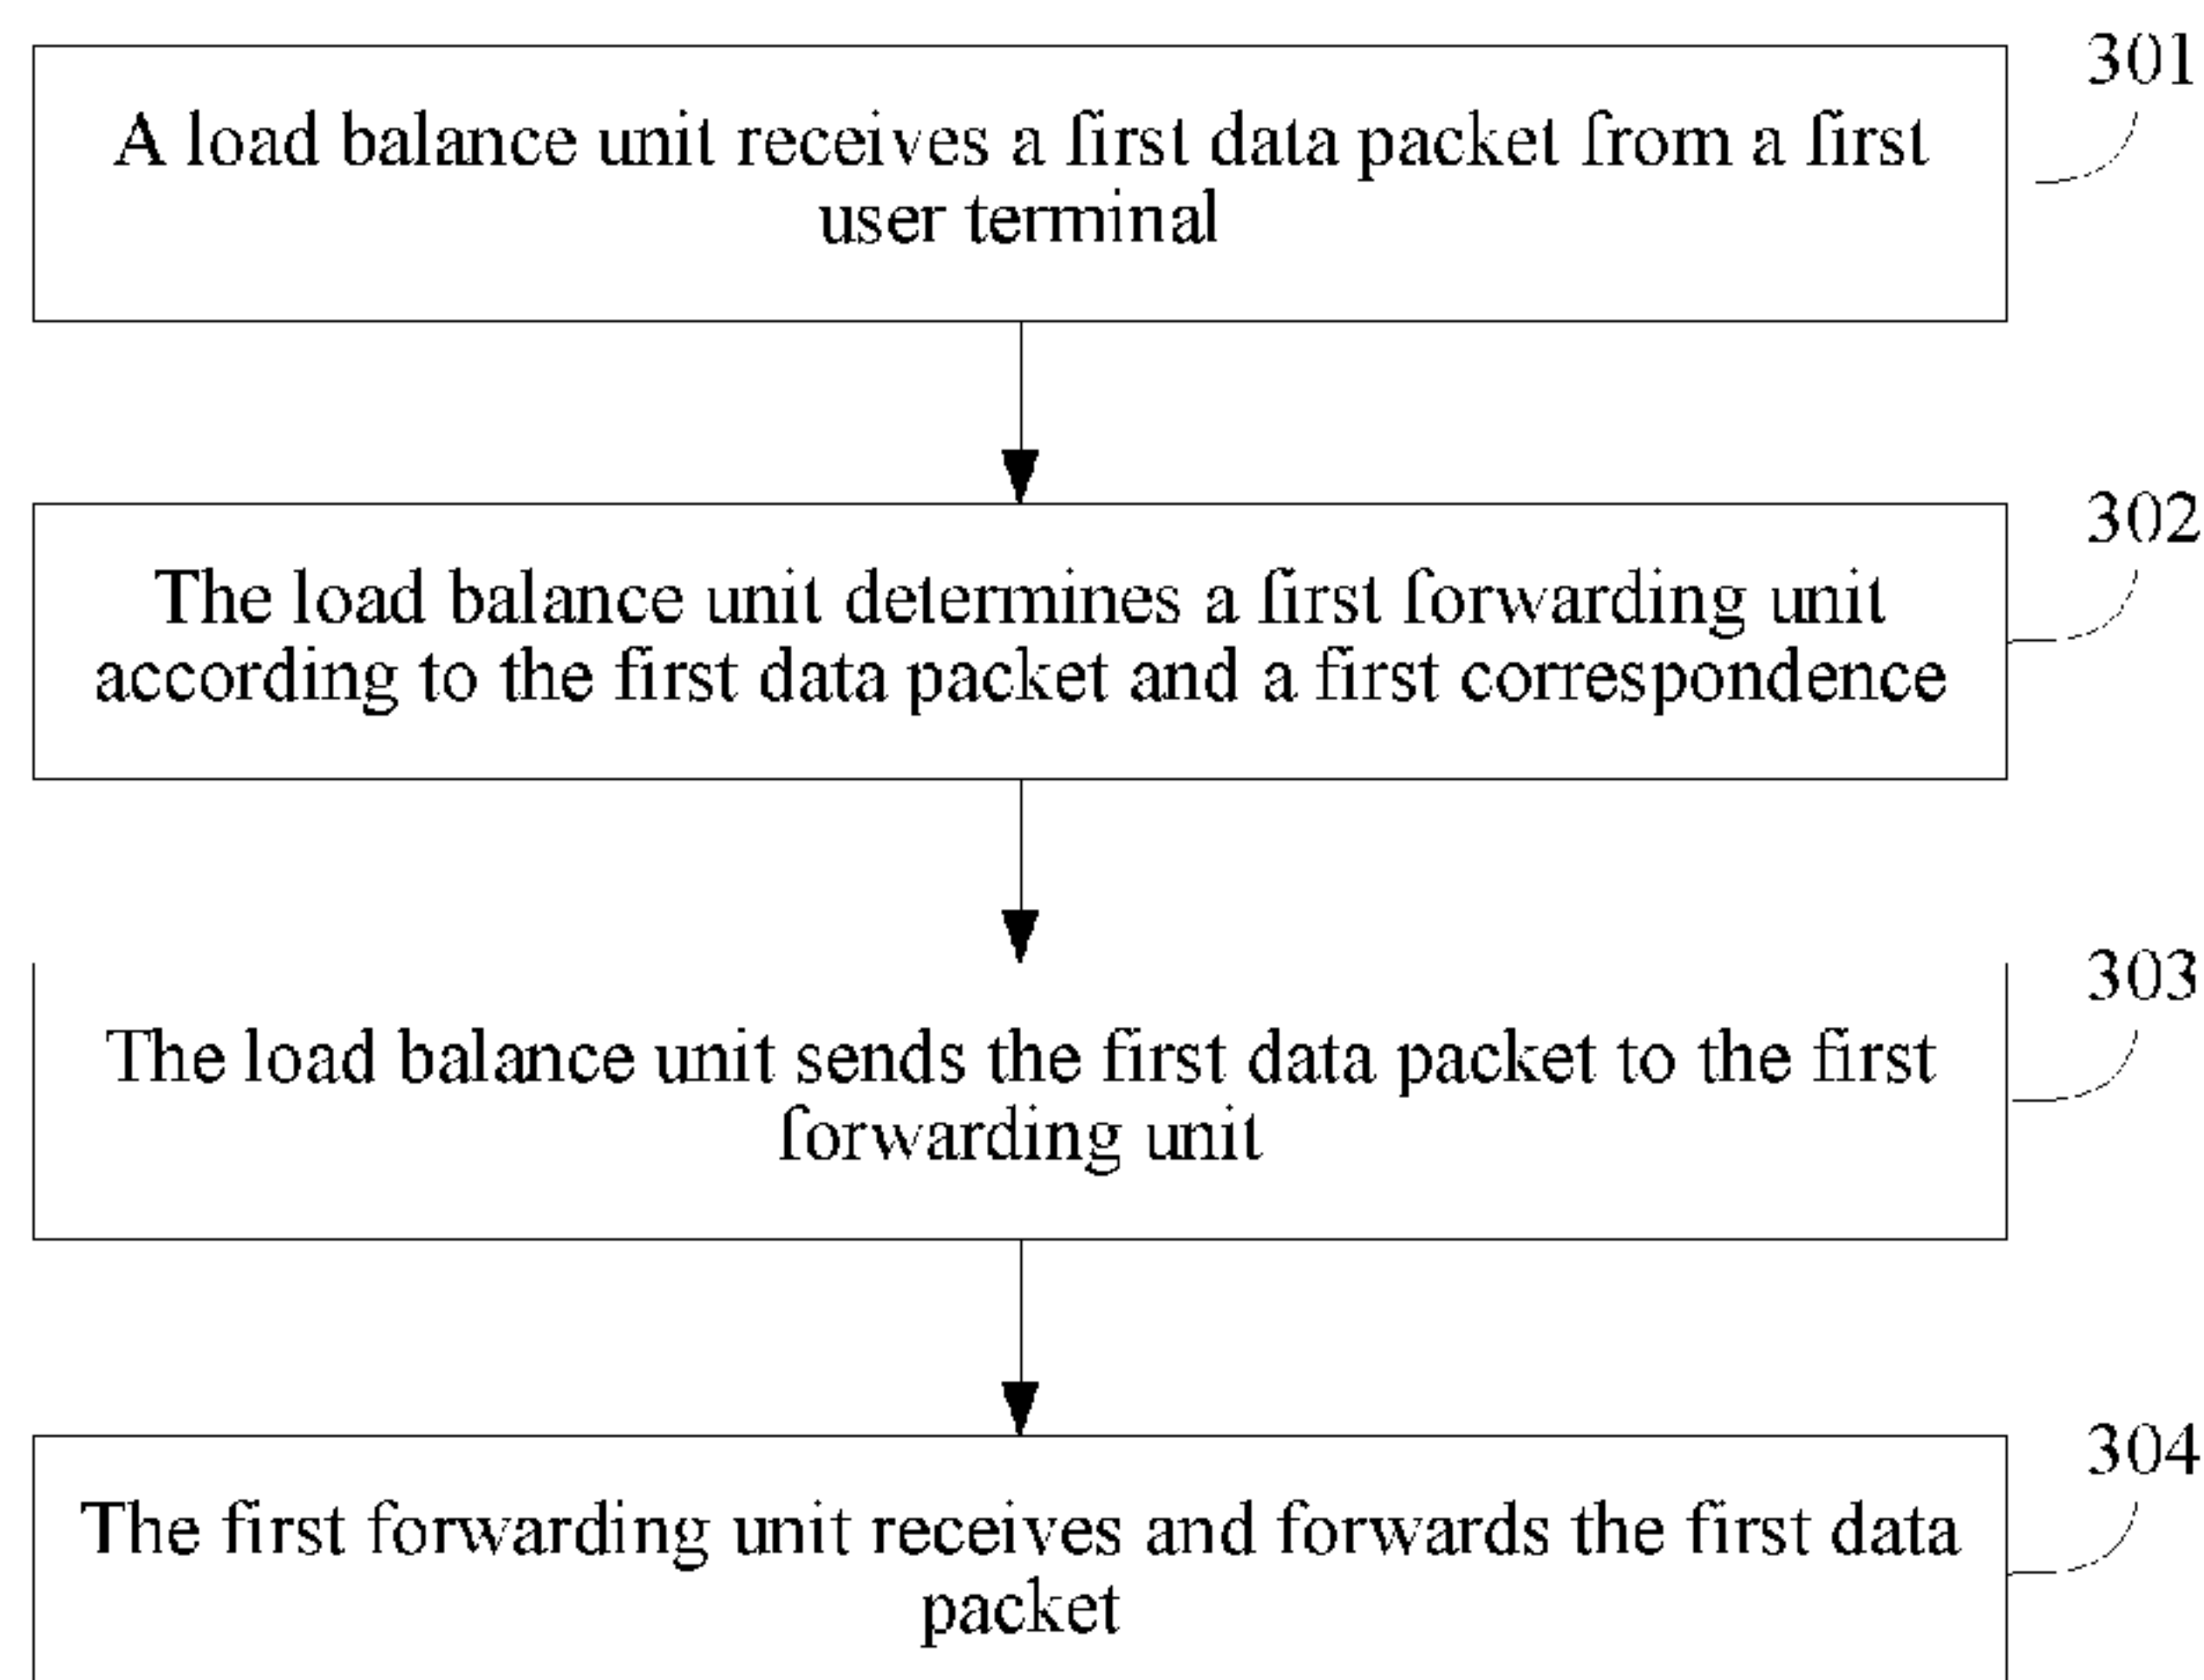 301
A load balance unit receives a first data packet from a first
user terminal
302
The load balance unit determines a first forwarding unit
according to the first data packet and a first correspondence
303
The load balance unit sends the first data packet to the first
forwarding unit
304
The first forwarding unit receives and forwards the first data
packet